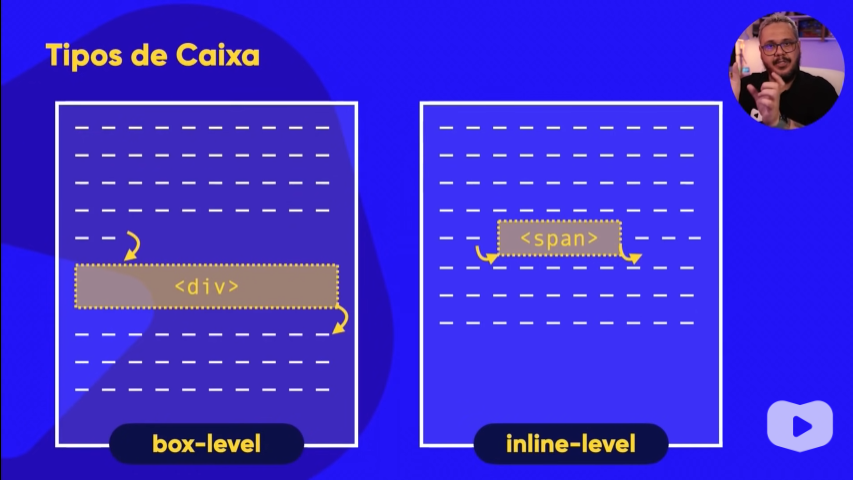 Tipos de Caixa
<div>
<span>
box-level
inline-level